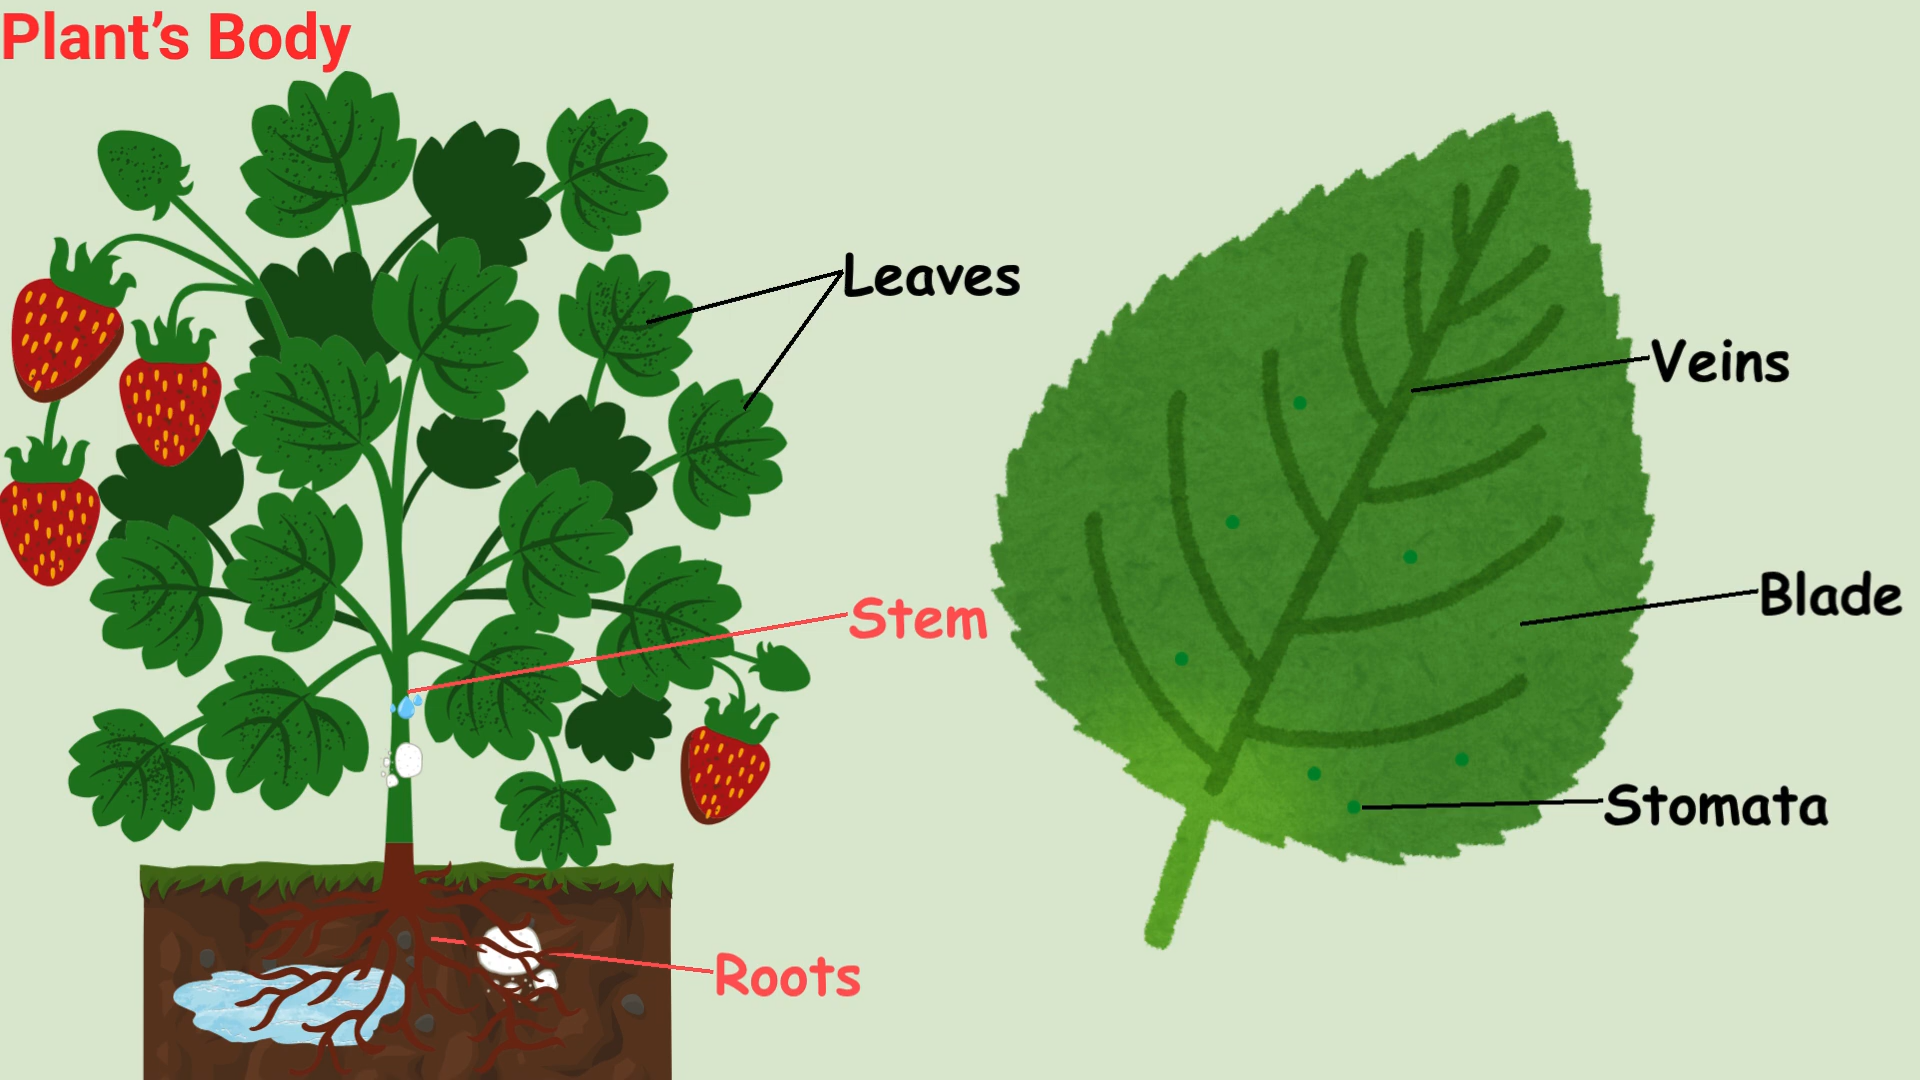 Plant’s Body
Leaves
Veins
Blade
Stem
Stomata
Roots